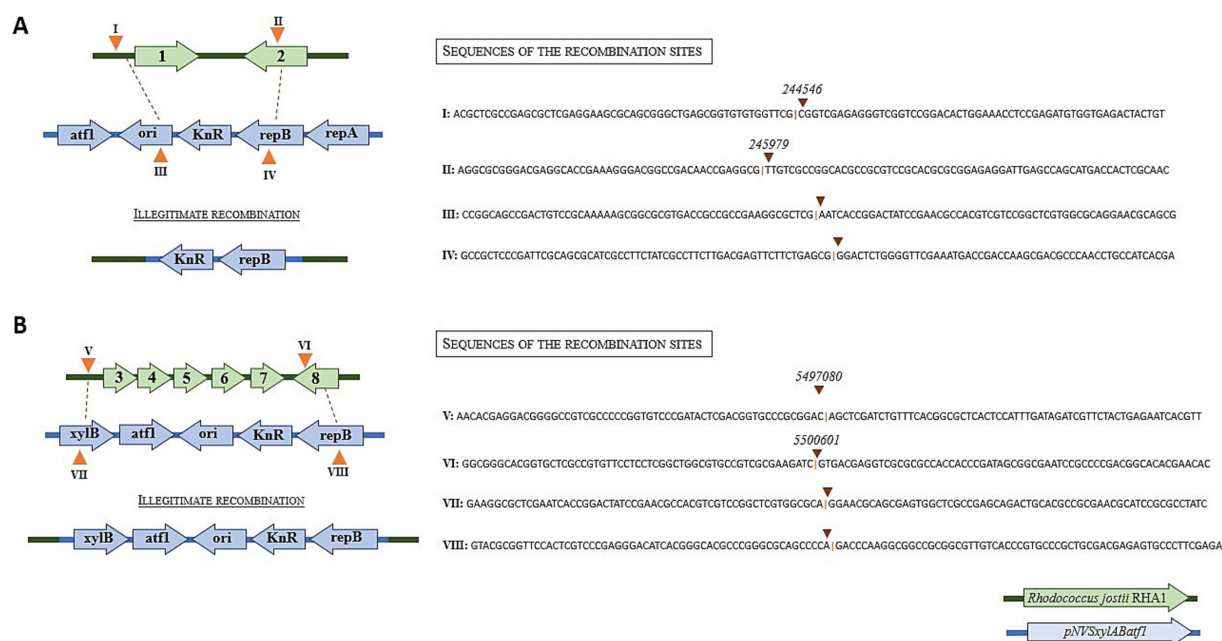 A
I
II
1
2
atf1
ori
KnR
repB
repA
III
IV
ILLEGITIMATE RECOMBINATION
KnR
repB
SEQUENCES OF THE RECOMBINATION SITES
244546
I: ACGCTCGCCGAGCGCTCGAGGAAGCGCAGCGGGCTGAGCGGTGTGTGGTTCG|CGGTCGAGAGGGTCGGTCCGGACACTGGAAACCTCCGAGATGTGGTGAGACTACTGT
245979
II: AGGCGCGGGACGAGGCACCGAAAGGGACGGCCGACAACCGAGGCG|TTGTCGCCGGCACGCCGCGTCCGCACGCGCGGAGAGGATTGAGCCAGCATGACCACTCGCAAC
III: CCGGCAGCCGACTGTCCGCAAAAAGCGGCGCGTGACCGCCGCCGAAGGCGCTCG|AATCACCGGACTATCCGAACGCCACGTCGTCCGGCTCGTGGCGCAGGAACGCAGCG
IV: GCCGCTCCCGATTCGCAGCGCATCGCCTTCTATCGCCTTCTTGACGAGTTCTTCTGAGCG|GGACTCTGGGGTTCGAAATGACCGACCAAGCGACGCCCAACCTGCCATCACGA
B
V
VI
3
4
5
6
7
8
xylB
atf1
ori
KnR
repB
VII
VIII
ILLEGITIMATE RECOMBINATION
xylB
atf1
ori
KnR
repB
SEQUENCES OF THE RECOMBINATION SITES
5497080
V: AACACGAGGACGGGGCCGTCGCCCCCGGTGTCCCGATACTCGACGGTGCCCGCGGAC|AGCTCGATCTGTTTCACGGCGCTCACTCCATTTGATAGATCGTTCTACTGAGAATCACGTT
5500601
VI: GGCGGGCACGGTGCTCGCCGTGTTCCTCCTCGGCTGGCGTGCCGTCGCGAAGATC|GTGACGAGGTCGCGCGCCACCACCCGATAGCGGCGAATCCGCCCCGACGGCACACGAACAC
VII: GAAGGCGCTCGAATCACCGGACTATCCGAACGCCACGTCGTCCGGCTCGTGGCGCA|GGAACGCAGCGAGTGGCTCGCCGAGCAGACTGCACGCCGCGAACGCATCCGCGCCTATC
VIII: GTACGCGGTTCCACTCGTCCCGAGGGACATCACGGGCACGCCCGGGCGCAGCCCCA|GACCCAAGGCGGCCGCGGCGTTGTCACCCGTGCCCGCTGCGACGAGAGTGCCCTTCGAGA
Rhodococcus jostii RHA1
pNVSxylABatf1